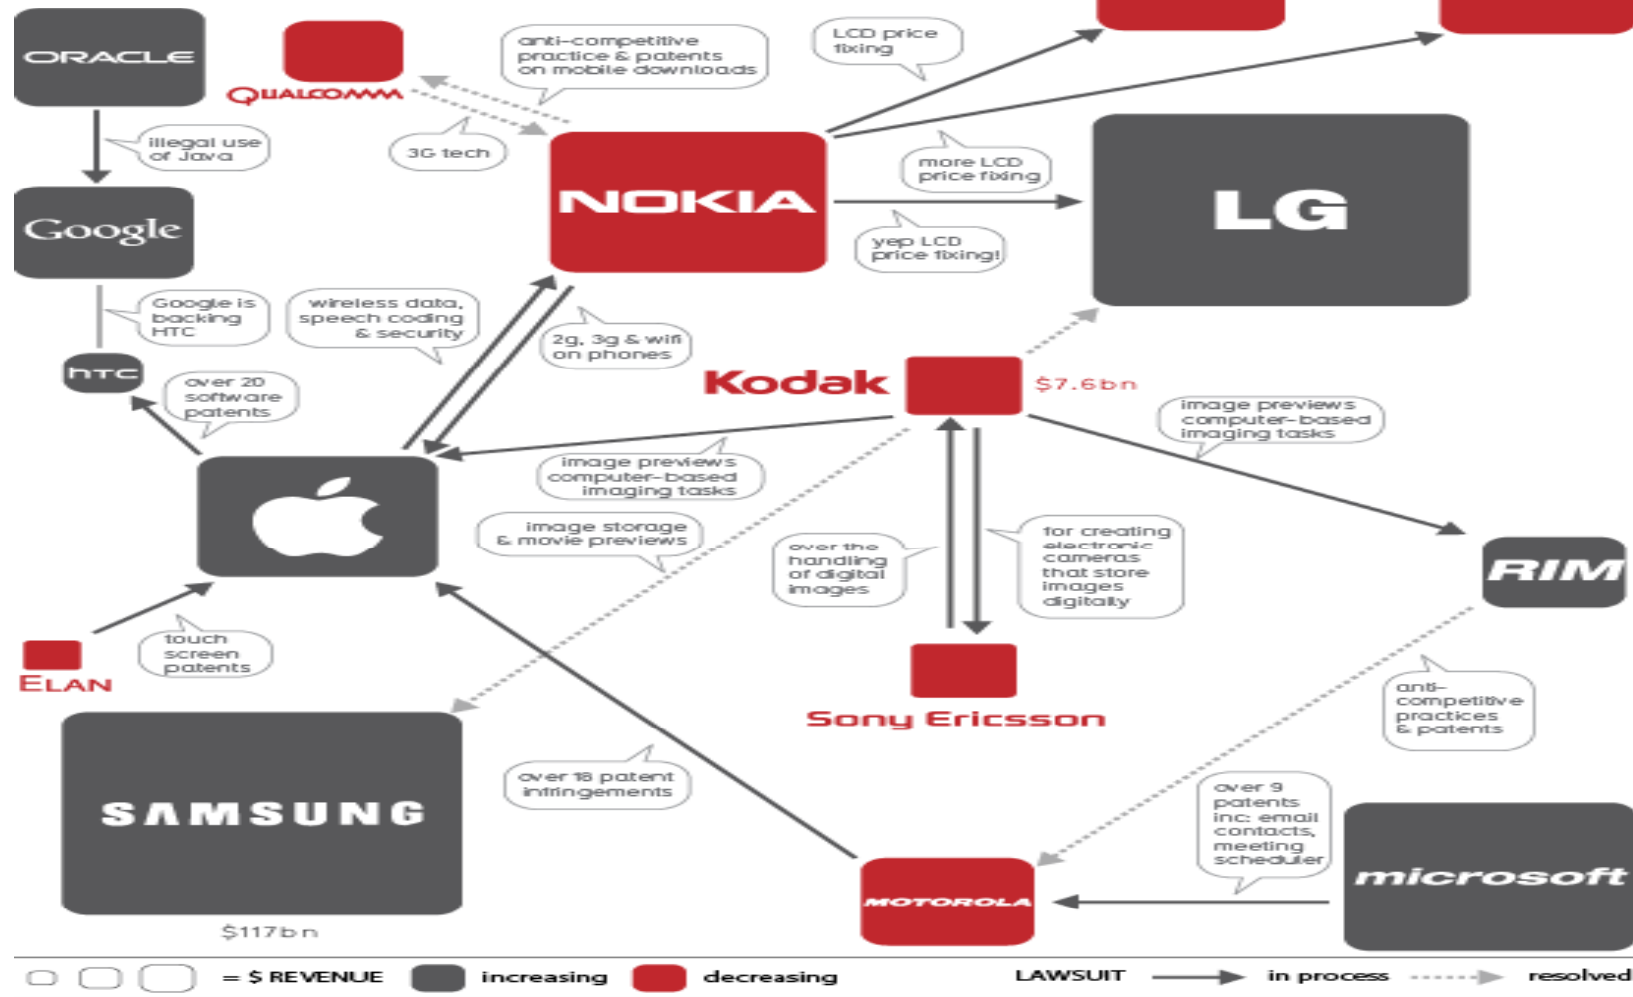 ORACLE
QUALCOMM
anti-competitive
practice & patents
on mobile downloads
LCD price
fixing
illegal use
of Java
3G tech
more LCD
price fixing
NOKIA
LG
Google
yep LCD
price fixing!
Google is
backing
HTC
wireless data,
speech coding
& security
2g, 3g & wifi
on phones
hTC
over 20
software
patents
Kodak
$7.6bn
image previews
computer-based
imaging tasks
image previews
computer-based
imaging tasks
image storage
& movie previews
over the
handling
of digital
images
for creating
electronic
cameras
that store
images
digitally
RIM
touch
screen
patents
ELAN
Sony Ericsson
anti-
competitive
practices
& patents
over 18 patent
infringements
SAMSUNG
over 9
patents
inc: email
contacts,
meeting
scheduler
microsoft
MOTOROLA
$117bn
= $ REVENUE
increasing
decreasing
LAWSUIT
in process
resolved